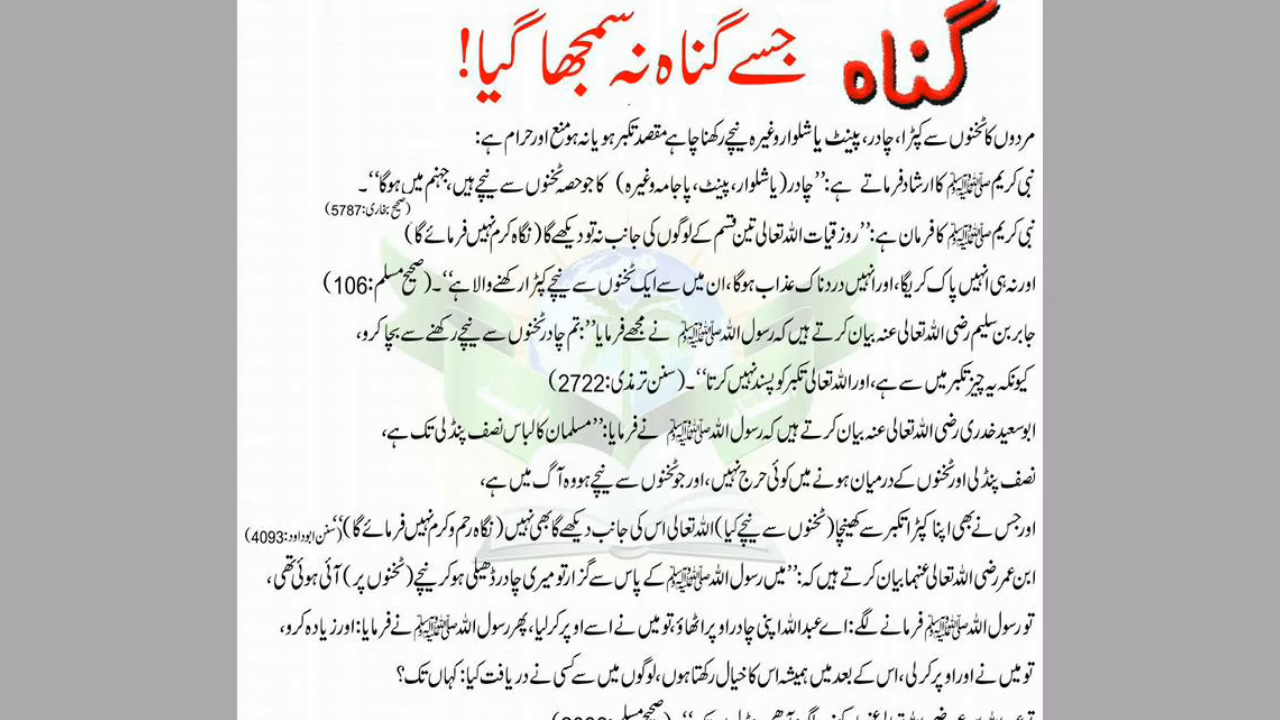 گناہ جسے گناہ نہ سمجھا گیا!
مردوں کا ٹخنوں سے کپڑا، چادر، پینٹ یا شلوار وغیرہ نیچے رکھنا چاہے مقصد تکبر ہو یا نہ ہو منع اور حرام ہے:
نبی کریم ﷺ کا ارشاد فرماتے ہے: ’’چادر (یا شلوار، پینٹ، پاجامہ وغیرہ) کا جو حصہ ٹخنوں سے نیچے ہیں، جہنم میں ہوگا‘‘۔
(صحیح بخاری: 5787)
نبی کریم ﷺ کا فرمان ہے: ’’روز قیات اللہ تعالی تین قسم کے لوگوں کی جانب نہ تو دیکھے گا (نگاہ کرم نہیں فرمائے گا)
اور نہ ہی انہیں پاک کریگا، اور انہیں دردناک عذاب ہوگا، ان میں سے ایک ٹخنوں سے نیچے کپڑا رکھنے والا ہے‘‘۔ (صحیح مسلم: 106)
جابر بن سلیم رضی اللہ تعالی عنہ بیان کرتے ہیں کہ رسول اللہ ﷺ نے مجھے فرمایا ’’بتم چادر ٹخنوں سے نیچے رکھنے سے بچا کرو،
کیونکہ یہ چیز تکبر میں سے ہے، اور اللہ تعالی تکبر کو پسند نہیں کرتا‘‘۔ (سنن ترمذی: 2722)
ابو سعید خدری رضی اللہ تعالی عنہ بیان کرتے ہیں کہ رسول اللہ ﷺ نے فرمایا: ’’مسلمان کا لباس نصف پنڈلی تک ہے،
نصف پنڈلی اور ٹخنوں کے درمیان ہونے میں کوئی حرج نہیں، اور جو ٹخنوں سے نیچے ہو وہ آگ میں ہے،
اور جس نے بھی اپنا کپڑا تکبر سے کھینچا (ٹخنوں سے نیچے کیا) اللہ تعالی اس کی جانب دیکھے گا بھی نہیں (نگاہ رحم و کرم نہیں فرمائے گا)‘‘ (سنن ابوداود: 4093)
ابن عمر رضی اللہ تعالی عنہما بیان کرتے ہیں کہ: ’’میں رسول اللہ ﷺ کے پاس سے گزار تو میری چادر ڈھیلی ہو کر نیچے (ٹخنوں پر) آئی ہوئی تھی،
تو رسول اللہ ﷺ فرمانے لگے: اے عبداللہ اپنی چادر اوپر اٹھاؤ، تو میں نے اسے اوپر کرلیا، پھر رسول اللہ ﷺ نے فرمایا: اور زیادہ کرو،
تو میں نے اور اوپر کرلی، اس کے بعد میں ہمیشہ اس کا خیال رکھتا ہوں، لوگوں میں سے کسی نے دریافت کیا: کہاں تک؟